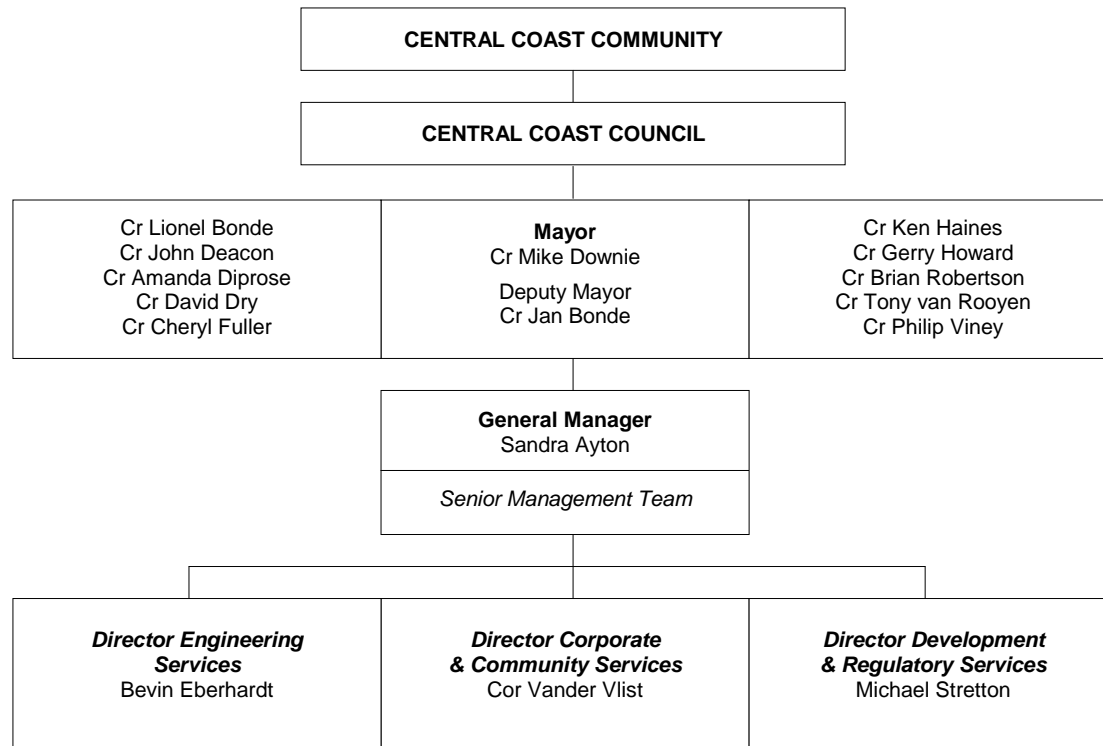 CENTRAL COAST COMMUNITY
CENTRAL COAST COUNCIL
Cr Lionel Bonde
Cr John Deacon
Cr Amanda Diprose
Cr David Dry
Cr Cheryl Fuller
Mayor
Cr Mike Downie
Deputy Mayor
Cr Jan Bonde
Cr Ken Haines
Cr Gerry Howard
Cr Brian Robertson
Cr Tony van Rooyen
Cr Philip Viney
General Manager
Sandra Ayton
Senior Management Team
Director Engineering
Services
Bevin Eberhardt
Director Corporate
& Community Services
Cor Vander Vlist
Director Development
& Regulatory Services
Michael Stretton